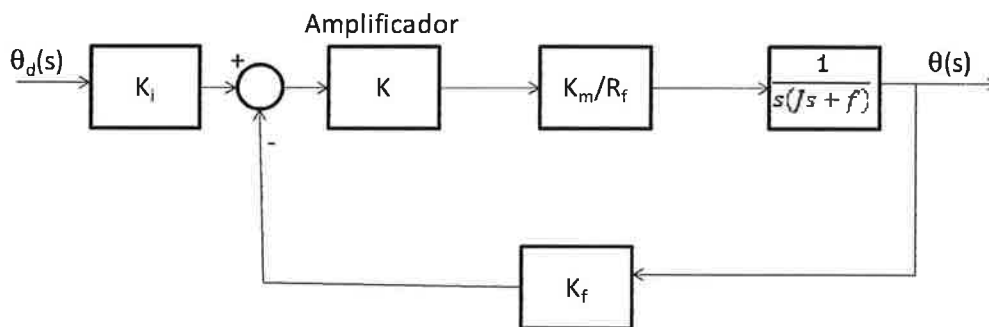 Amplificador
θd(s)
Ki
+
K
Km/Rf
1
s(Js + f)
θ(s)
-
Kf